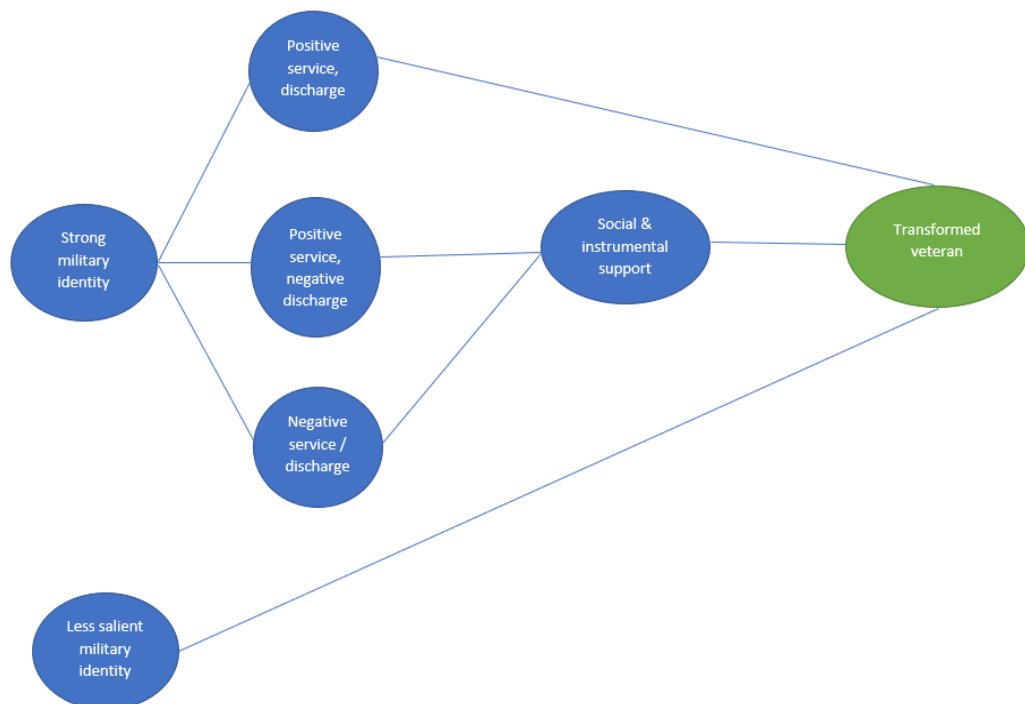 Positive
service,
discharge
Strong
military
identity
Positive
service,
negative
discharge
Social &
instrumental
support
Transformed
veteran
Negative
service /
discharge
Less salient
military
identity